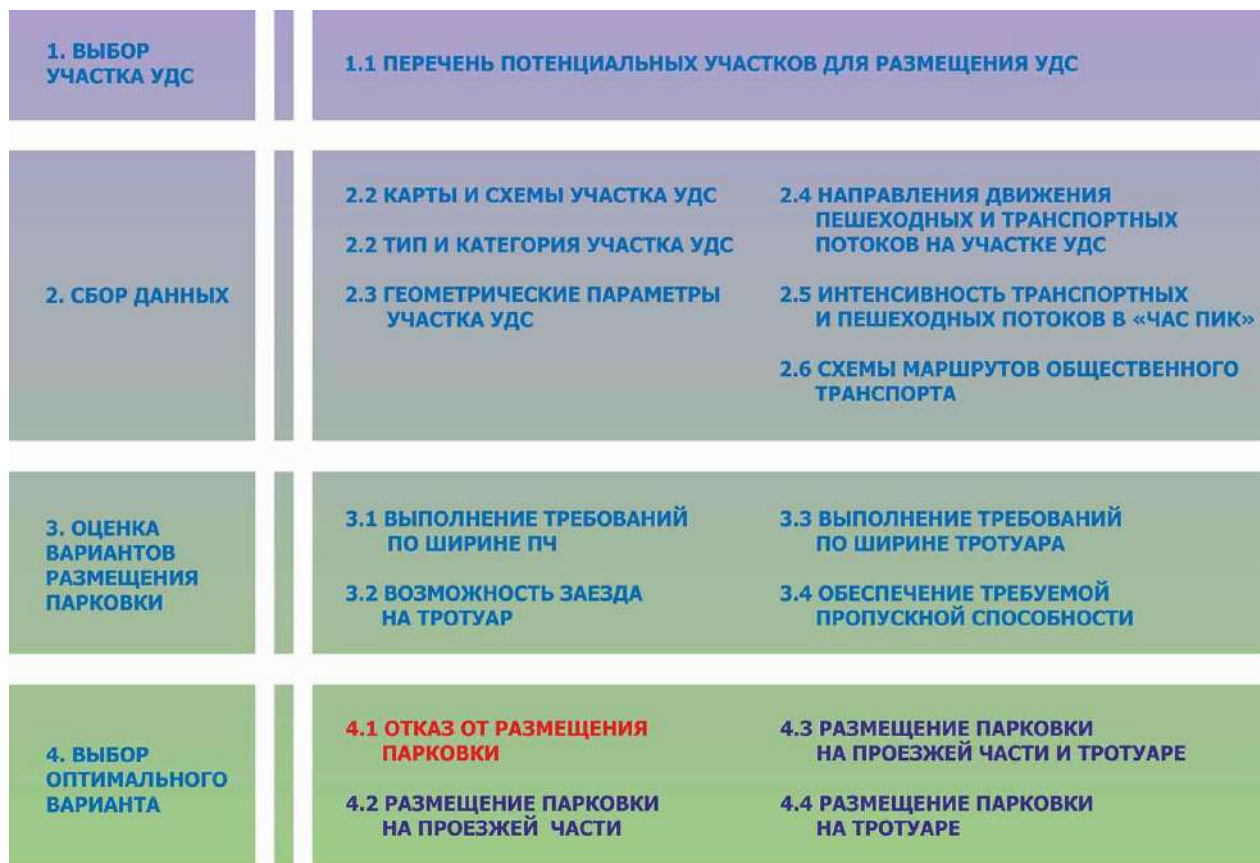 1. ВЫБОР
УЧАСТКА УДС
1.1 ПЕРЕЧЕНЬ ПОТЕНЦИАЛЬНЫХ УЧАСТКОВ ДЛЯ РАЗМЕЩЕНИЯ УДС
2. СБОР ДАННЫХ
2.2 КАРТЫ И СХЕМЫ УЧАСТКА УДС
2.2 ТИП И КАТЕГОРИЯ УЧАСТКА УДС
2.3 ГЕОМЕТРИЧЕСКИЕ ПАРАМЕТРЫ
УЧАСТКА УДС
2.4 НАПРАВЛЕНИЯ ДВИЖЕНИЯ
ПЕШЕХОДНЫХ И ТРАНСПОРТНЫХ
ПОТОКОВ НА УЧАСТКЕ УДС
2.5 ИНТЕНСИВНОСТЬ ТРАНСПОРТНЫХ
И ПЕШЕХОДНЫХ ПОТОКОВ В «ЧАС ПИК»
2.6 СХЕМЫ МАРШРУТОВ ОБЩЕСТВЕННОГО
ТРАНСПОРТА
3. ОЦЕНКА
ВАРИАНТОВ
РАЗМЕЩЕНИЯ
ПАРКОВКИ
3.1 ВЫПОЛНЕНИЕ ТРЕБОВАНИЙ
ПО ШИРИНЕ ПЧ
3.2 ВОЗМОЖНОСТЬ ЗАЕЗДА
НА ТРОТУАР
3.3 ВЫПОЛНЕНИЕ ТРЕБОВАНИЙ
ПО ШИРИНЕ ТРОТУАРА
3.4 ОБЕСПЕЧЕНИЕ ТРЕБУЕМОЙ
ПРОПУСКНОЙ СПОСОБНОСТИ
4. ВЫБОР
ОПТИМАЛЬНОГО
ВАРИАНТА
4.1 ОТКАЗ ОТ РАЗМЕЩЕНИЯ
ПАРКОВКИ
4.2 РАЗМЕЩЕНИЕ ПАРКОВКИ
НА ПРОЕЗЖЕЙ ЧАСТИ
4.3 РАЗМЕЩЕНИЕ ПАРКОВКИ
НА ПРОЕЗЖЕЙ ЧАСТИ И ТРОТУАРЕ
4.4 РАЗМЕЩЕНИЕ ПАРКОВКИ
НА ТРОТУАРЕ